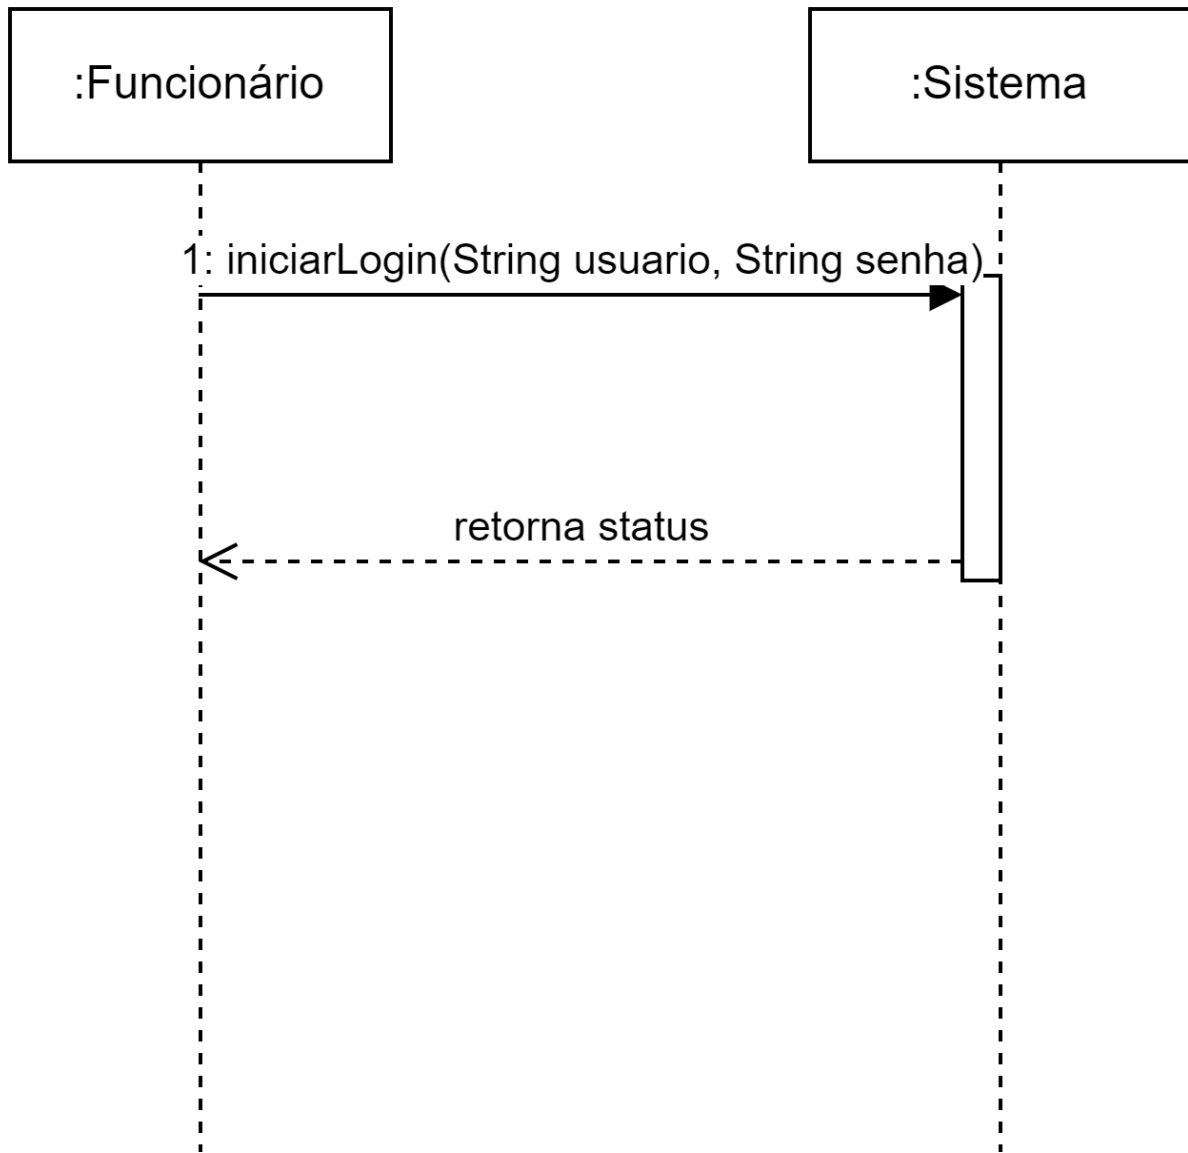 :Funcionário
:Sistema
1: iniciarLogin(String usuario, String senha)
retorna status